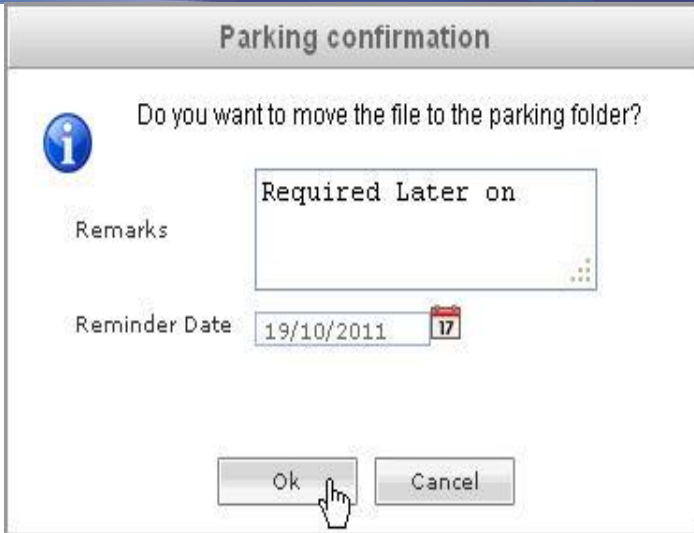 Parking confirmation
Do you want to move the file to the parking folder?
Remarks
Required Later on
Reminder Date
19/10/2011
17
Ok
Cancel